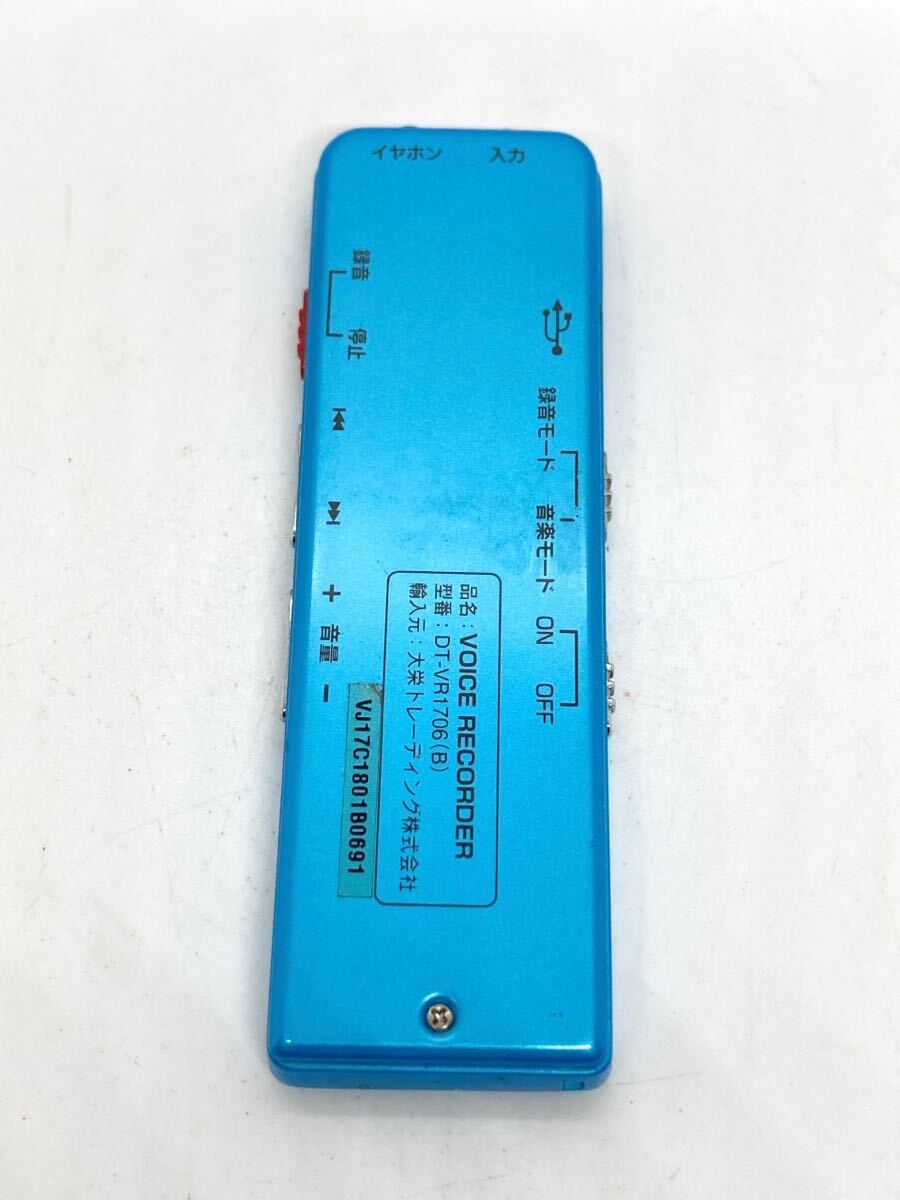 イヤホン 入力
録音 停止
+ 音量 −
録音モード 音楽モード
ON OFF
品名：VOICE RECORDER
型番：DT-VR1706(B)
輸入元：大栄トレーディング株式会社
VJ17C1801B0691